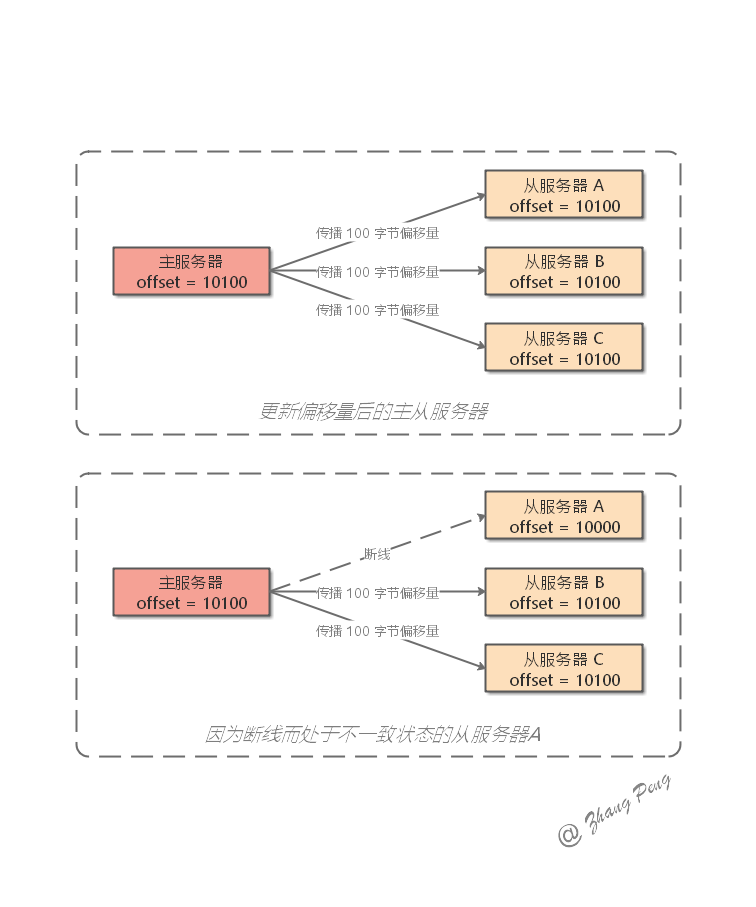 从服务器 A
offset = 10100
传播 100 字节偏移量
主服务器
offset = 10100
传播 100 字节偏移量
从服务器 B
offset = 10100
传播 100 字节偏移量
从服务器 C
offset = 10100
更新偏移量后的主从服务器
从服务器 A
offset = 10000
断线
主服务器
offset = 10100
传播 100 字节偏移量
从服务器 B
offset = 10100
传播 100 字节偏移量
从服务器 C
offset = 10100
因为断线而处于不一致状态的从服务器A
@ Zhang Peng